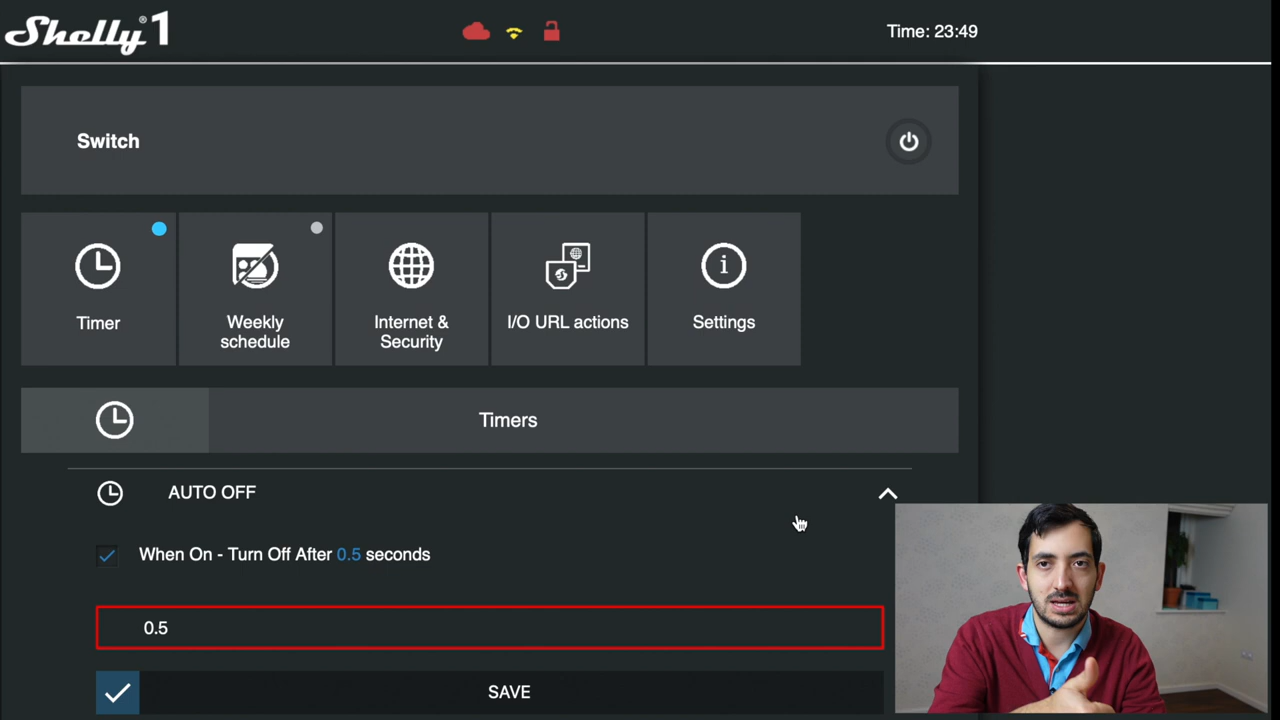 Shelly®1
Time: 23:49
Switch
Timer
Weekly
schedule
Internet &
Security
I/O URL actions
Settings
Timers
AUTO OFF
When On - Turn Off After 0.5 seconds
0.5
SAVE